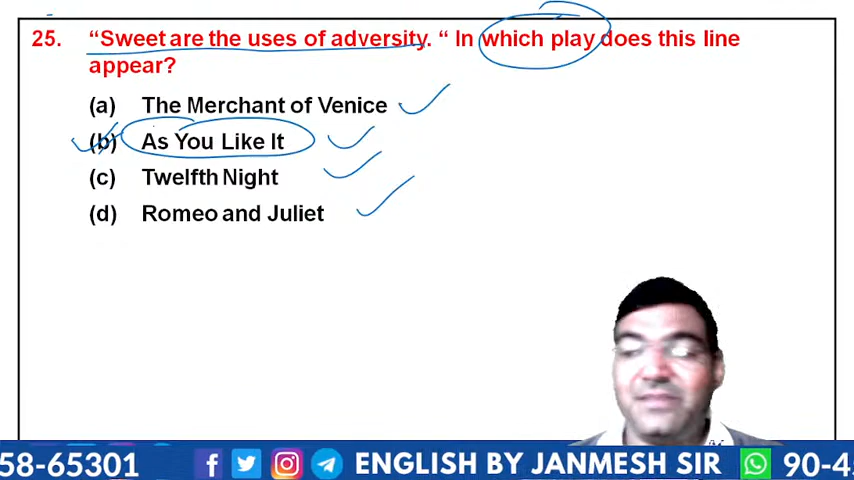 25. “Sweet are the uses of adversity. “ In which play does this line
appear?
(a) The Merchant of Venice
(b) As You Like It
(c) Twelfth Night
(d) Romeo and Juliet
58-65301 ENGLISH BY JANMESH SIR 90-4